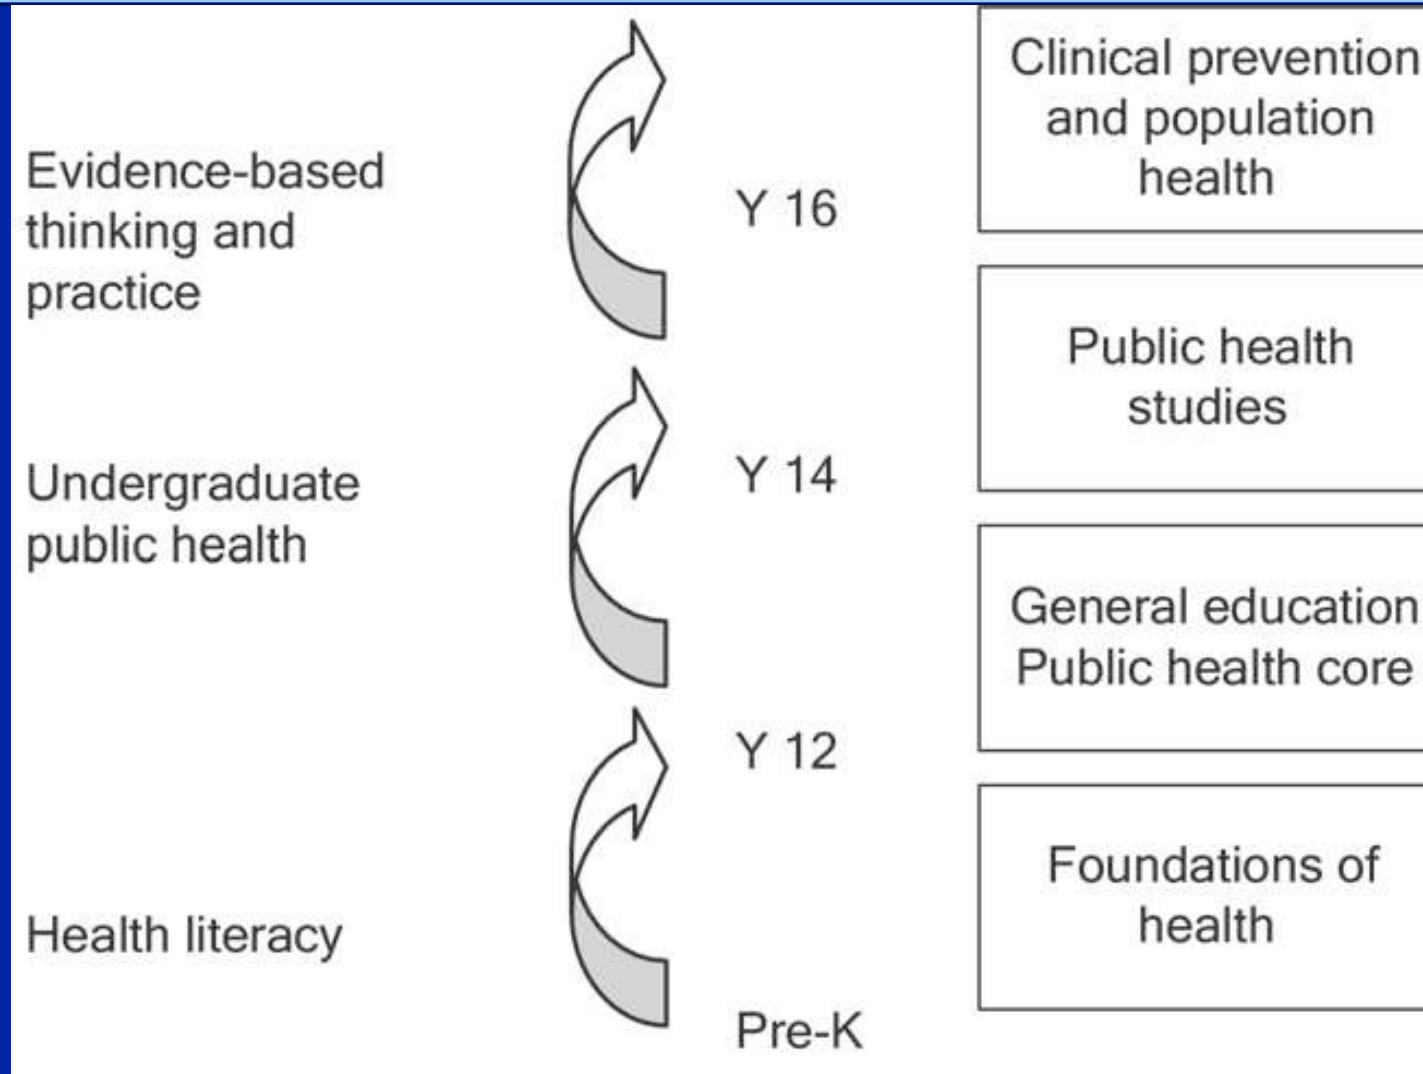 Evidence-based
thinking and
practice
Undergraduate
public health
Health literacy
Y 16
Y 14
Y 12
Pre-K
Clinical prevention
and population
health
Public health
studies
General education
Public health core
Foundations of
health